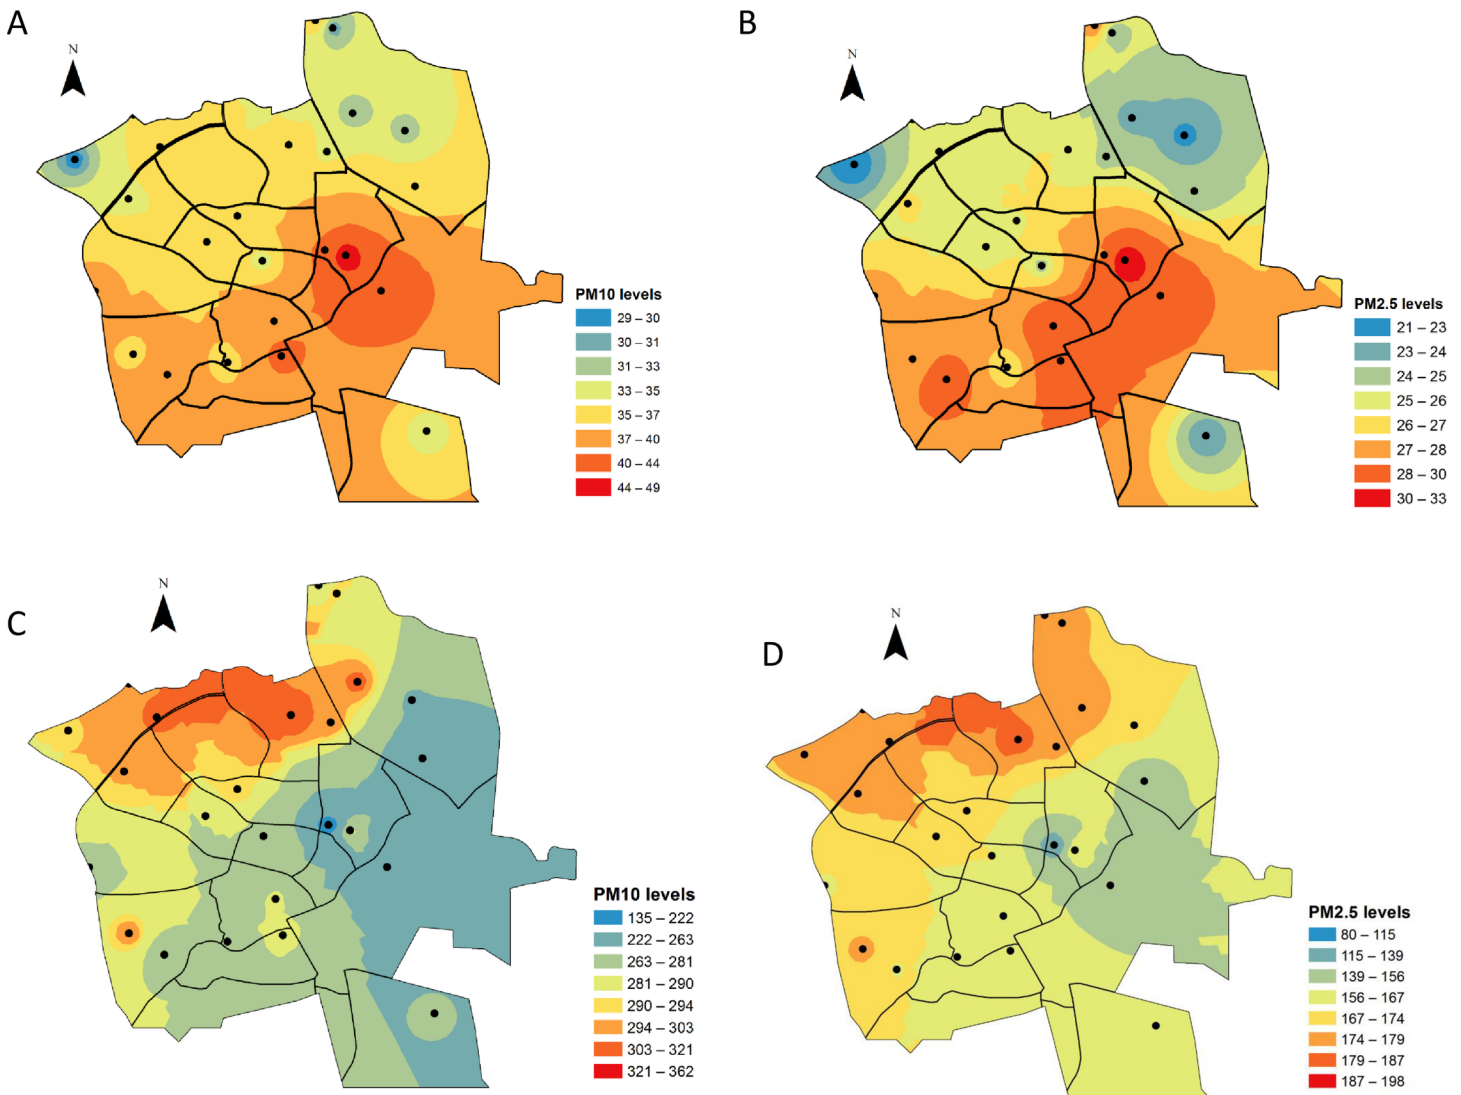 A
N
PM10 levels
29 – 30
30 – 31
31 – 33
33 – 35
35 – 37
37 – 40
40 – 44
44 – 49
B
N
PM2.5 levels
21 – 23
23 – 24
24 – 25
25 – 26
26 – 27
27 – 28
28 – 30
30 – 33
C
N
PM10 levels
135 – 222
222 – 263
263 – 281
281 – 290
290 – 294
294 – 303
303 – 321
321 – 362
D
N
PM2.5 levels
80 – 115
115 – 139
139 – 156
156 – 167
167 – 174
174 – 179
179 – 187
187 – 198